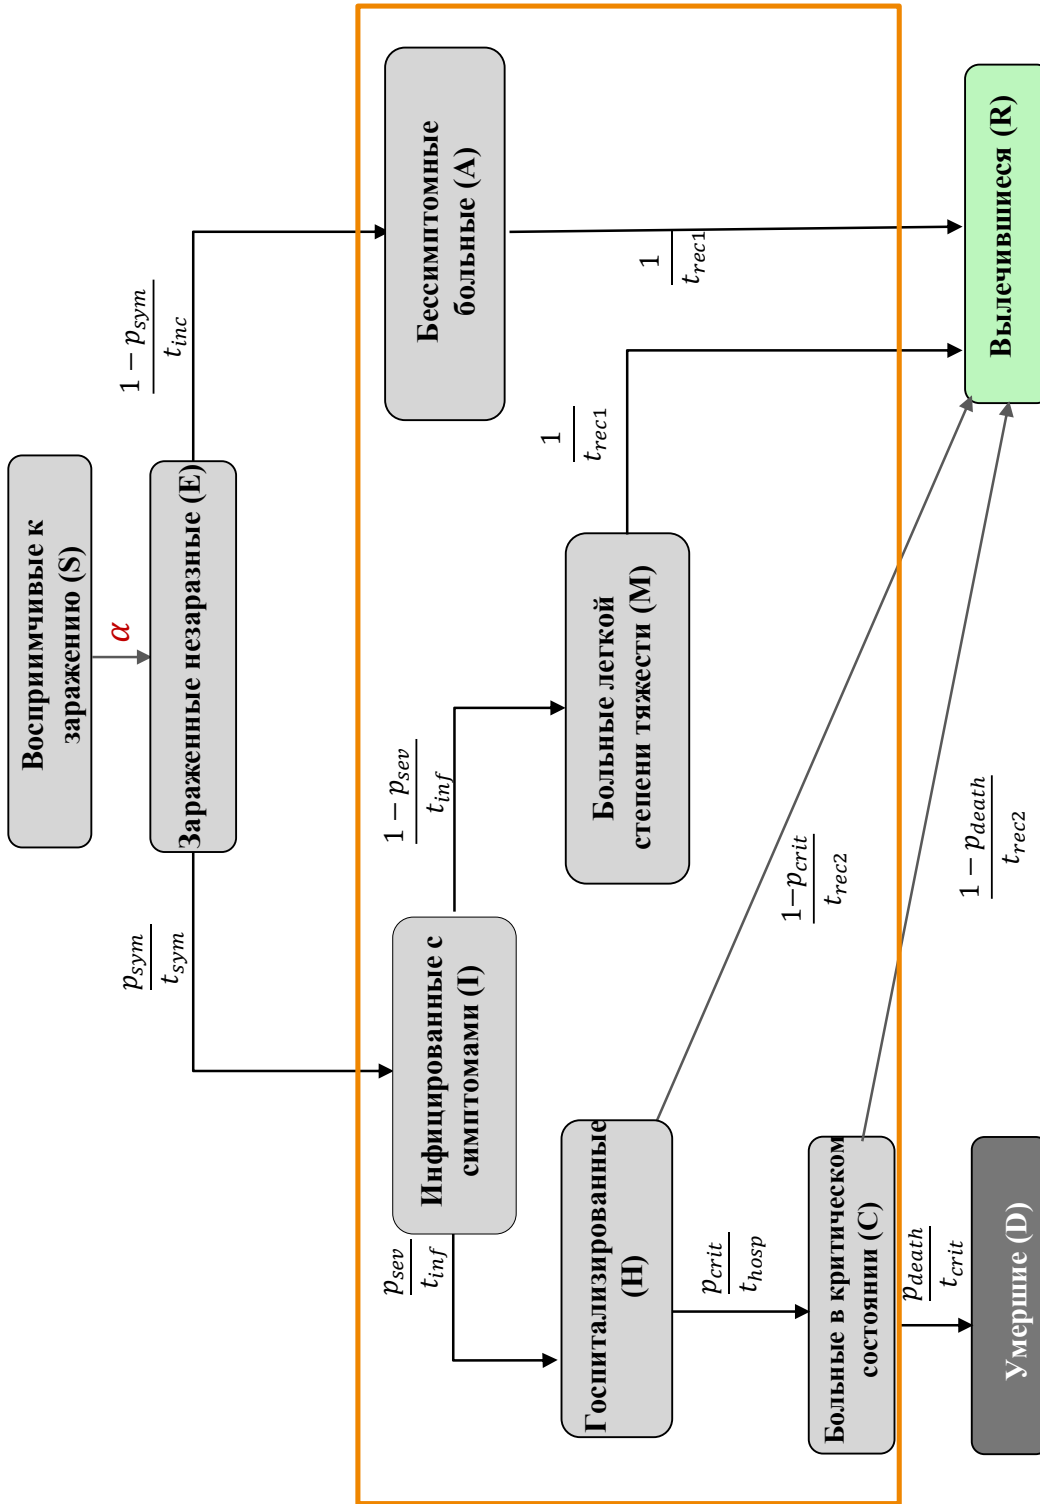 Восприимчивые к
заражению (S)
α
Зараженные незаразные (E)
p_sym
t_sym
1 − p_sym
t_inc
Инфицированные с
симптомами (I)
Бессимптомные
больные (A)
p_sev
t_inf
1 − p_sev
t_inf
Госпитализированные
(H)
Больные легкой
степени тяжести (M)
1
t_rec1
1
t_rec1
p_crit
t_hosp
1−p_crit
t_rec2
Больные в критическом
состоянии (C)
p_death
t_crit
1 − p_death
t_rec2
Умершие (D)
Вылечившиеся (R)